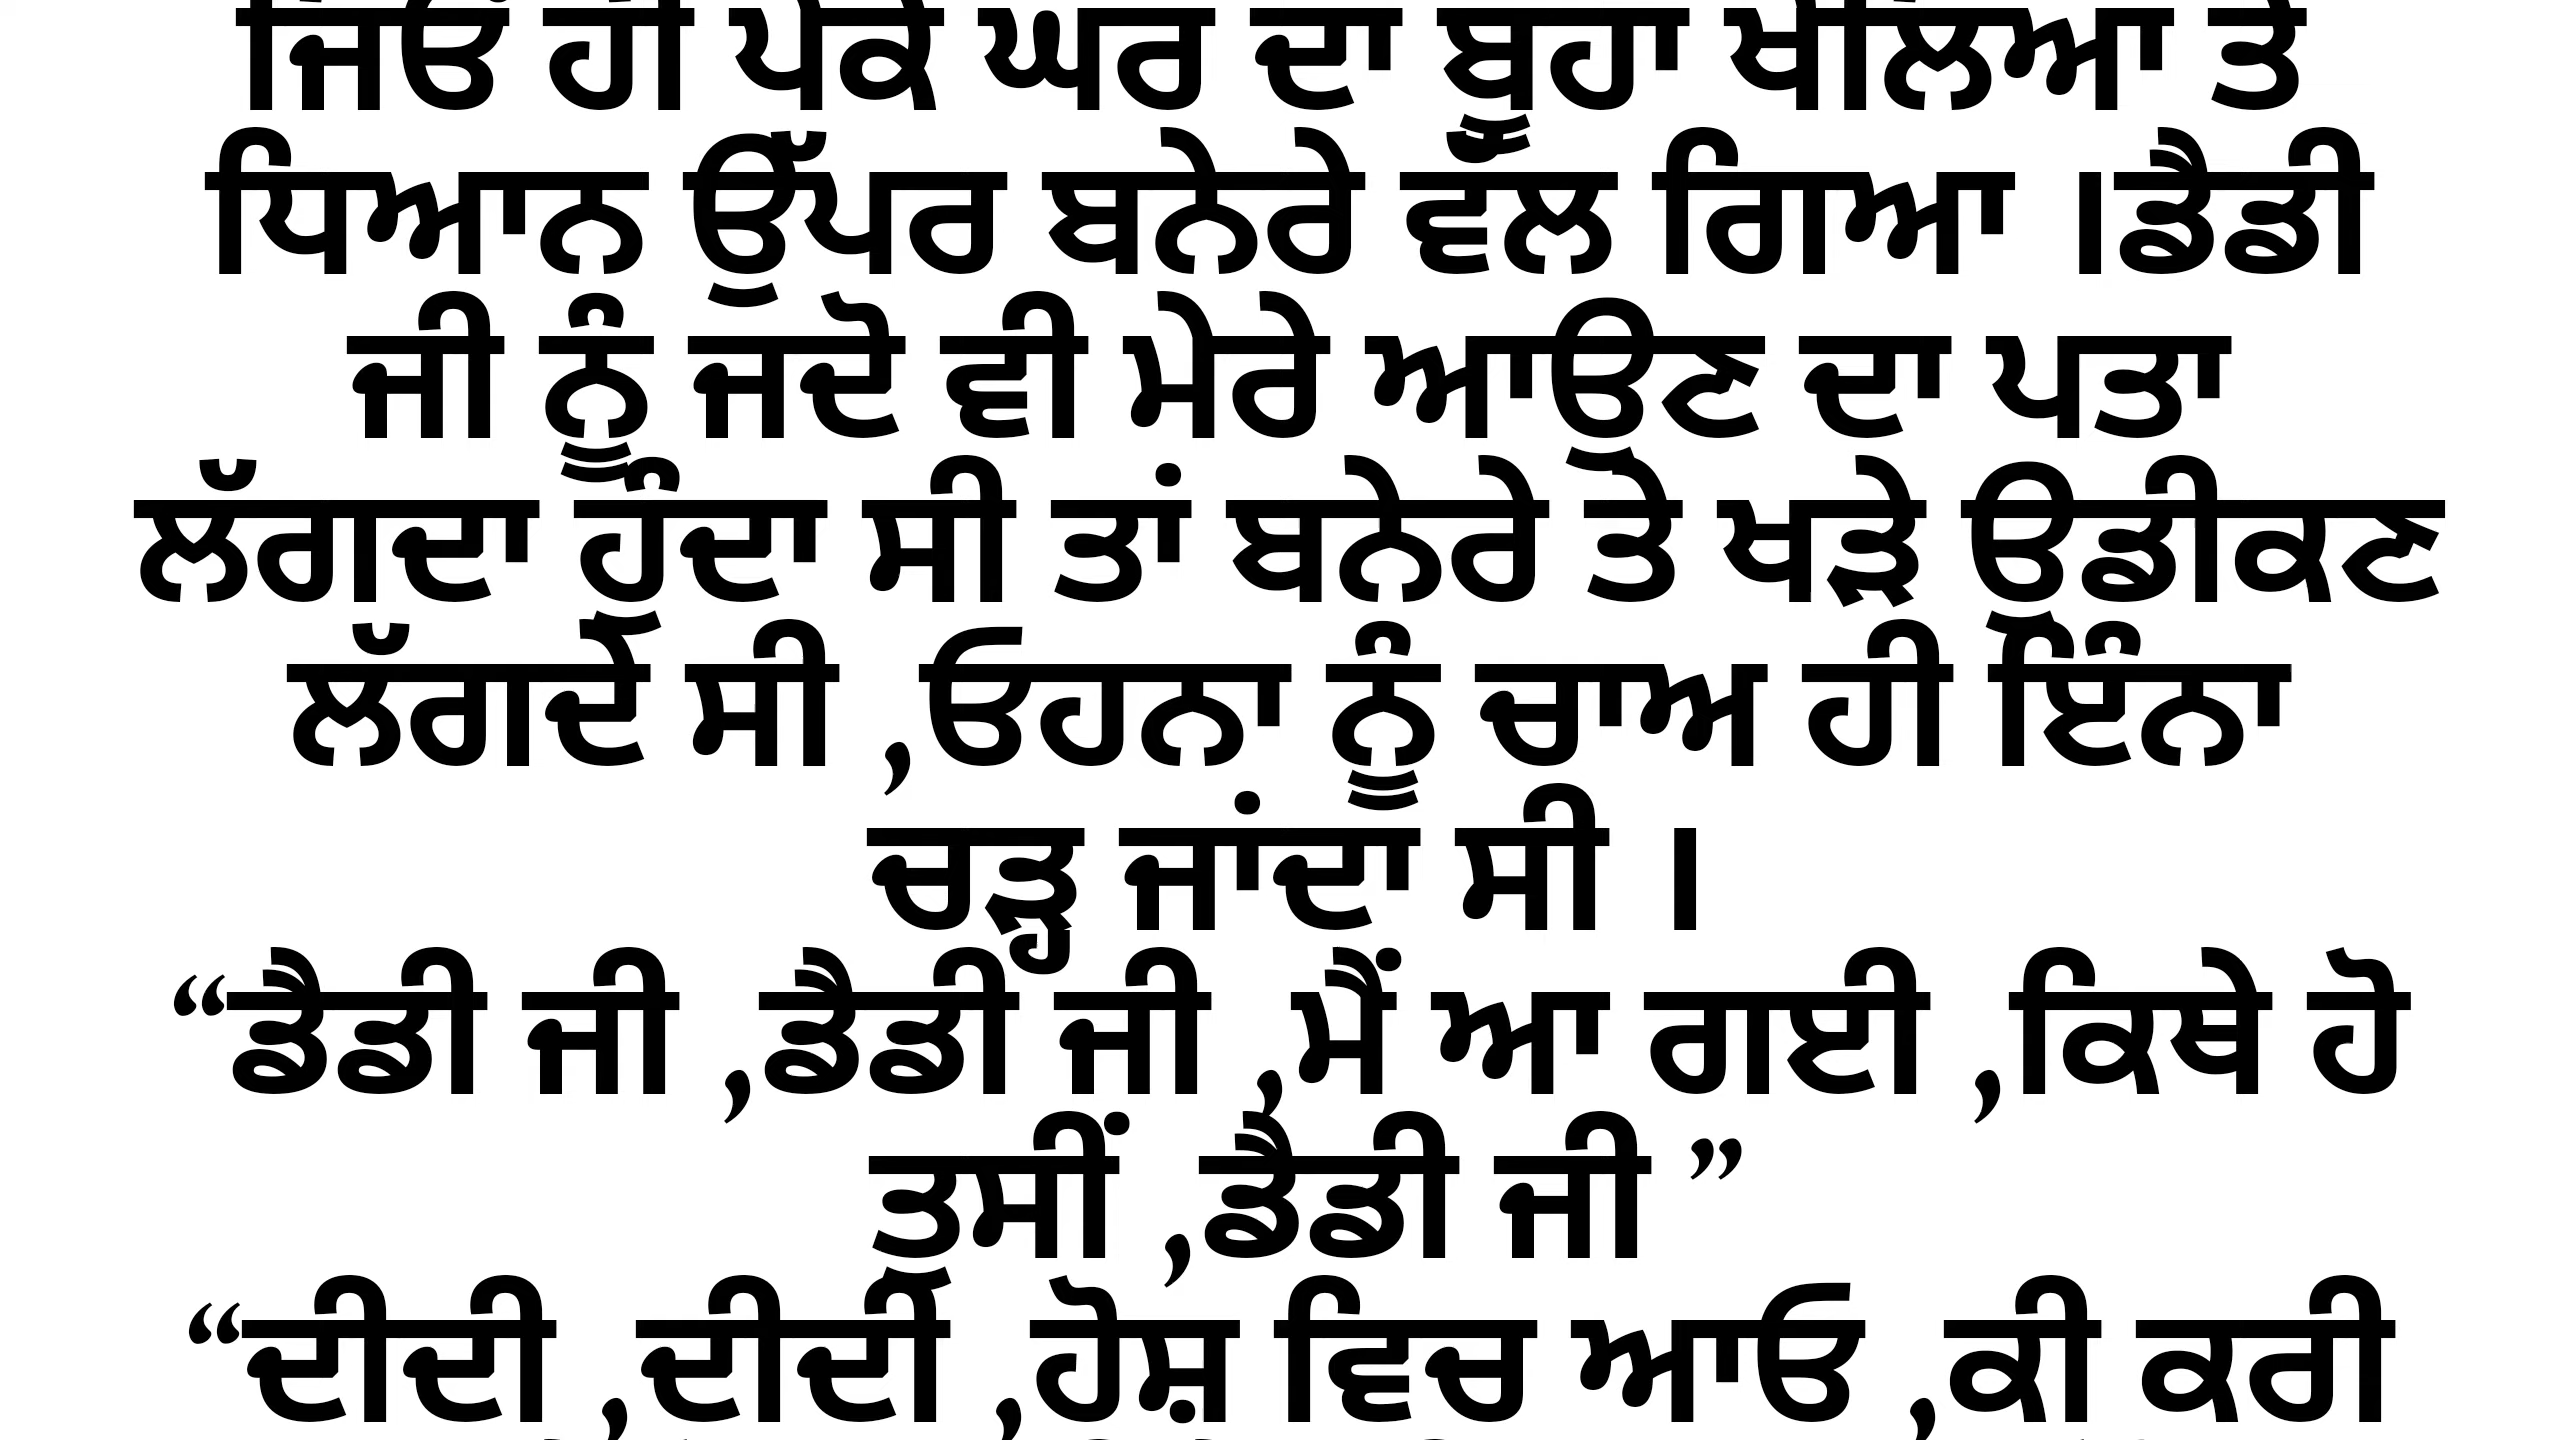 ਜਿਓਂ ਹੀ ਪੇਕੇ ਘਰ ਦਾ ਬੂਹਾ ਖੋਲਿਆ ਤੇ
ਧਿਆਨ ਉੱਪਰ ਬਨੇਰੇ ਵੱਲ ਗਿਆ ।ਡੈਡੀ
ਜੀ ਨੂੰ ਜਦੋ ਵੀ ਮੇਰੇ ਆਉਣ ਦਾ ਪਤਾ
ਲੱਗਦਾ ਹੁੰਦਾ ਸੀ ਤਾਂ ਬਨੇਰੇ ਤੇ ਖੜੇ ਉਡੀਕਣ
ਲੱਗਦੇ ਸੀ ,ਓਹਨਾ ਨੂੰ ਚਾਅ ਹੀ ਇੰਨਾ
ਚੜ੍ਹ ਜਾਂਦਾ ਸੀ ।
“ਡੈਡੀ ਜੀ ,ਡੈਡੀ ਜੀ ,ਮੈਂ ਆ ਗਈ ,ਕਿਥੇ ਹੋ
ਤੁਸੀਂ ,ਡੈਡੀ ਜੀ ”
“ਦੀਦੀ ,ਦੀਦੀ ,ਹੋਸ਼ ਵਿਚ ਆਓ ,ਕੀ ਕਰੀ